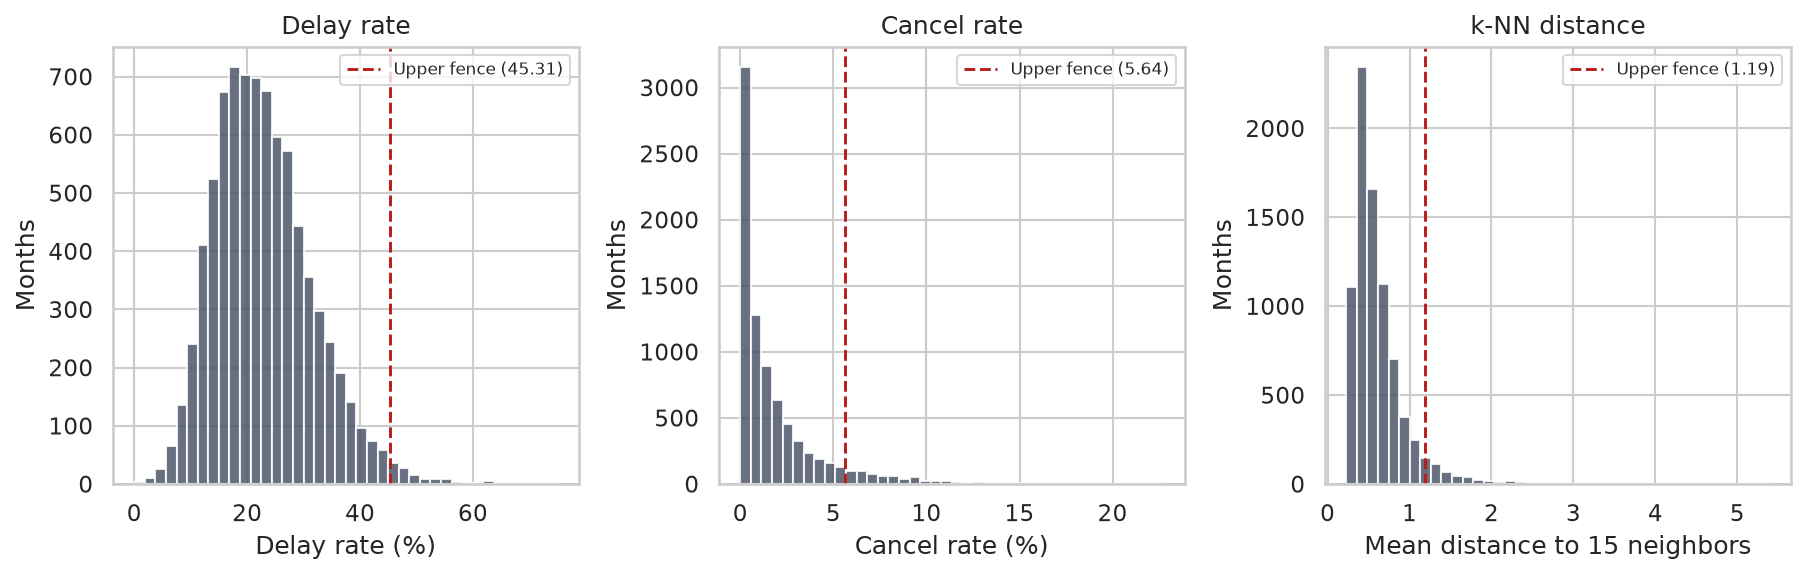 Delay rate
Upper fence (45.31)
700
600
500
400
300
200
100
0
Months
0 20 40 60
Delay rate (%)
Cancel rate
Upper fence (5.64)
3000
2500
2000
1500
1000
500
0
Months
0 5 10 15 20
Cancel rate (%)
k-NN distance
Upper fence (1.19)
2000
1500
1000
500
0
Months
0 1 2 3 4 5
Mean distance to 15 neighbors